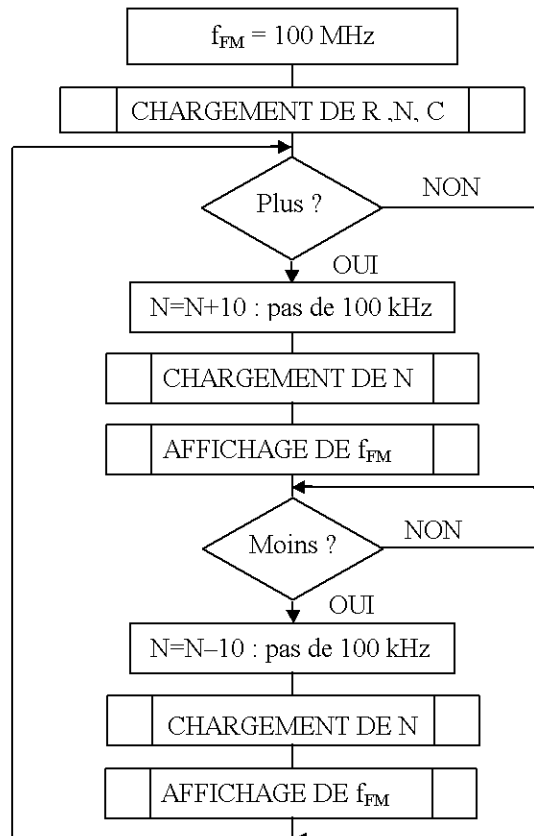 f_FM = 100 MHz
CHARGEMENT DE R ,N, C
Plus ?
NON
OUI
N=N+10 : pas de 100 kHz
CHARGEMENT DE N
AFFICHAGE DE f_FM
Moins ?
NON
OUI
N=N–10 : pas de 100 kHz
CHARGEMENT DE N
AFFICHAGE DE f_FM